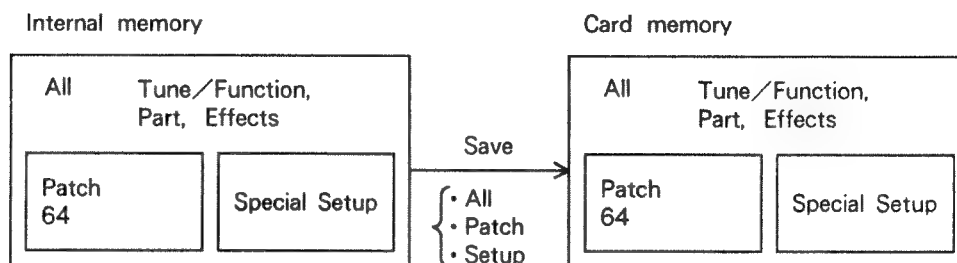 Internal memory
All Tune／Function,
Part, Effects
Patch
64
Special Setup
Save
・All
・Patch
・Setup
Card memory
All Tune／Function,
Part, Effects
Patch
64
Special Setup